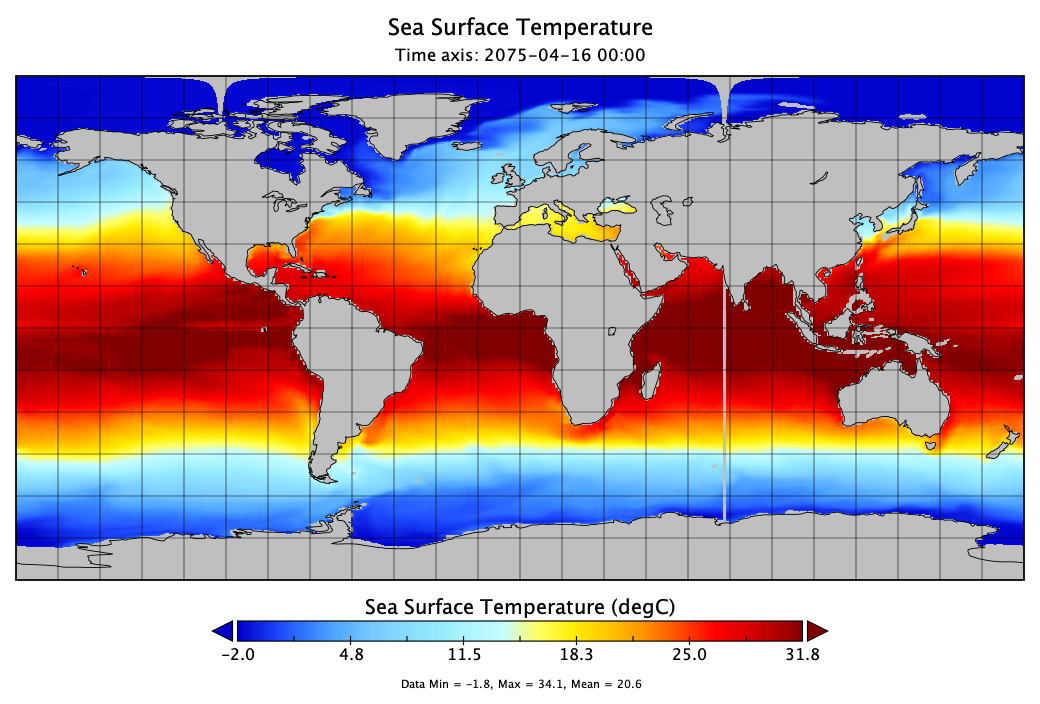 Sea Surface Temperature
Time axis: 2075-04-16 00:00
Sea Surface Temperature (degC)
-2.0 4.8 11.5 18.3 25.0 31.8
Data Min = -1.8, Max = 34.1, Mean = 20.6